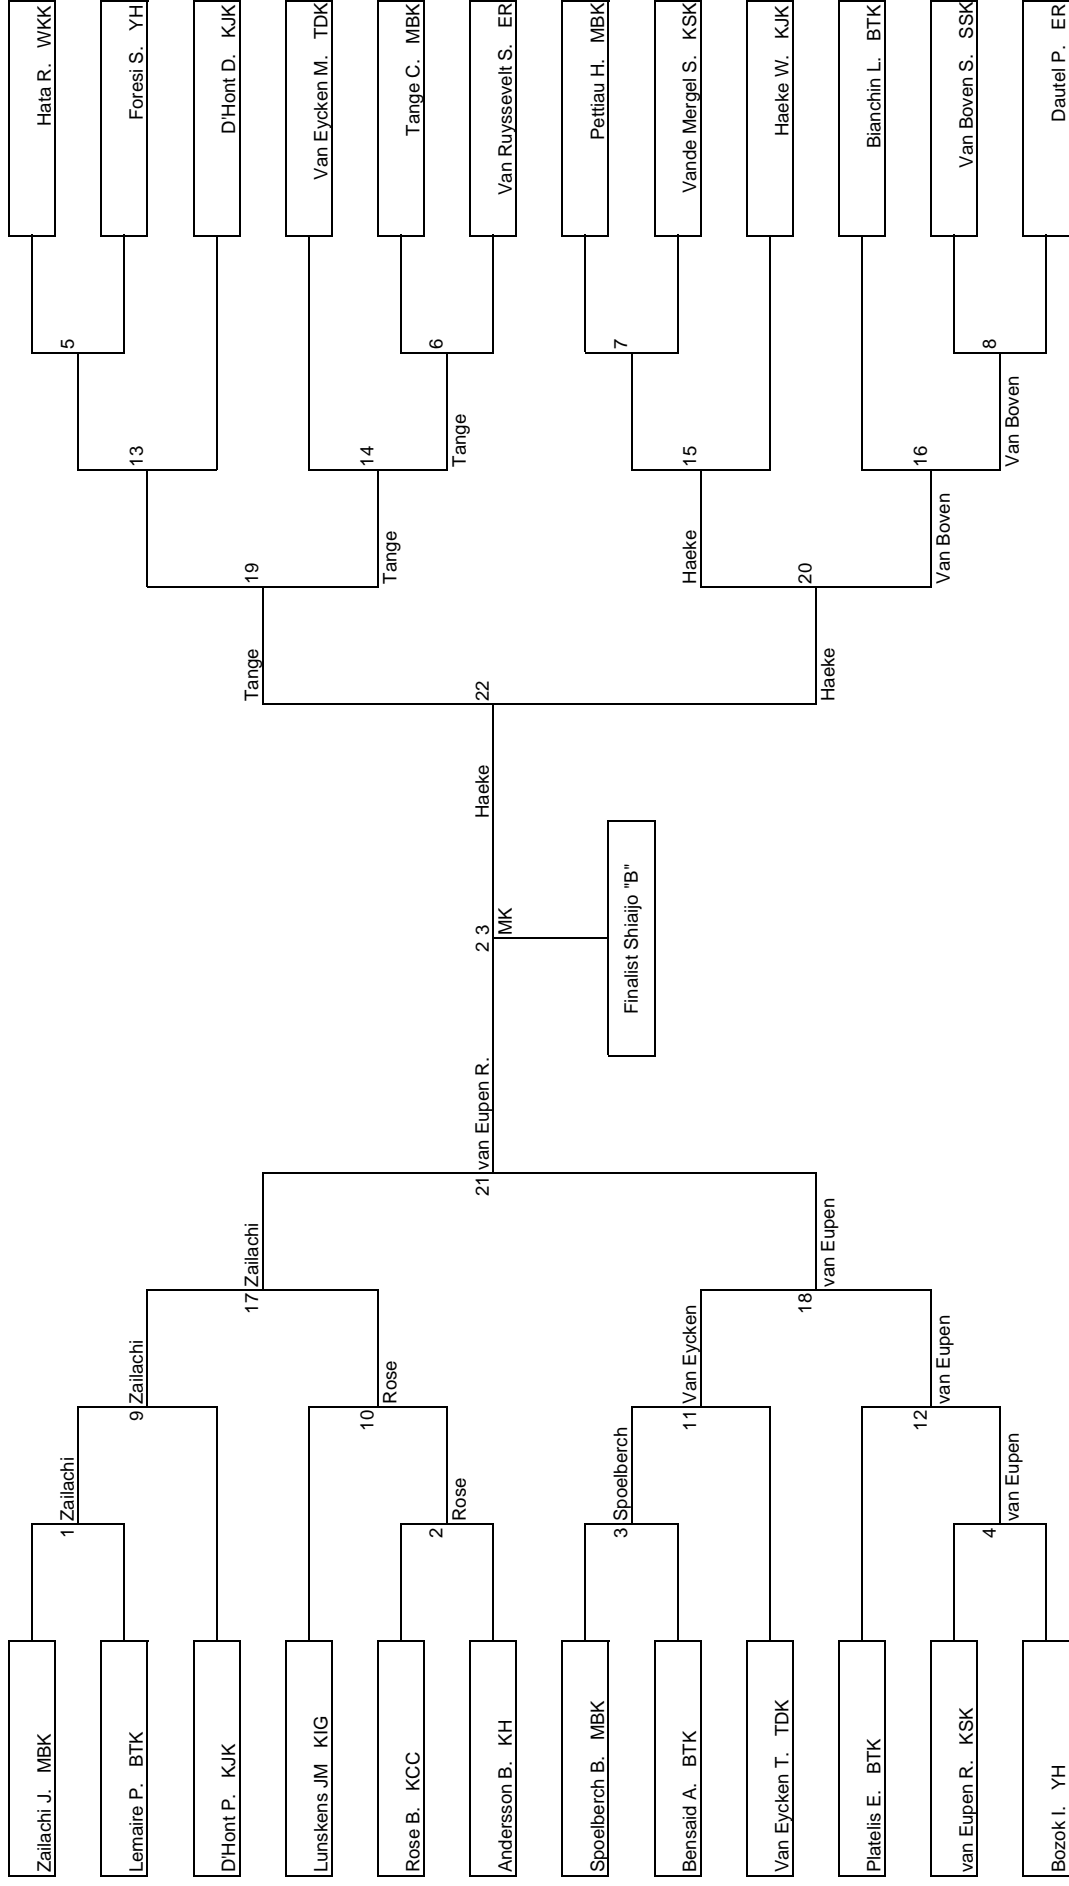 Zailachi J. MBK
Lemaire P. BTK
D'Hont P. KJK
Lunskens JM KIG
Rose B. KCC
Andersson B. KH
Spoelberch B. MBK
Bensaid A. BTK
Van Eycken T. TDK
Platelis E. BTK
van Eupen R. KSK
Bozok I. YH
1
Zailachi
2
Rose
3
Spoelberch
4
van Eupen
9
Zailachi
10
Rose
11
Van Eycken
12
van Eupen
17
Zailachi
18
van Eupen
21
van Eupen R.
2 3
MK
Finalist Shiaijo "B"
Haeke
22
Tange
Haeke
19
20
Tange
Haeke
Van Boven
13
14
15
16
Tange
Van Boven
5
6
7
8
Hata R. WKK
Foresi S. YH
D'Hont D. KJK
Van Eycken M. TDK
Tange C. MBK
Van Ruyssevelt S. ER
Pettiau H. MBK
Vande Mergel S. KSK
Haeke W. KJK
Bianchin L. BTK
Van Boven S. SSK
Dautel P. ER